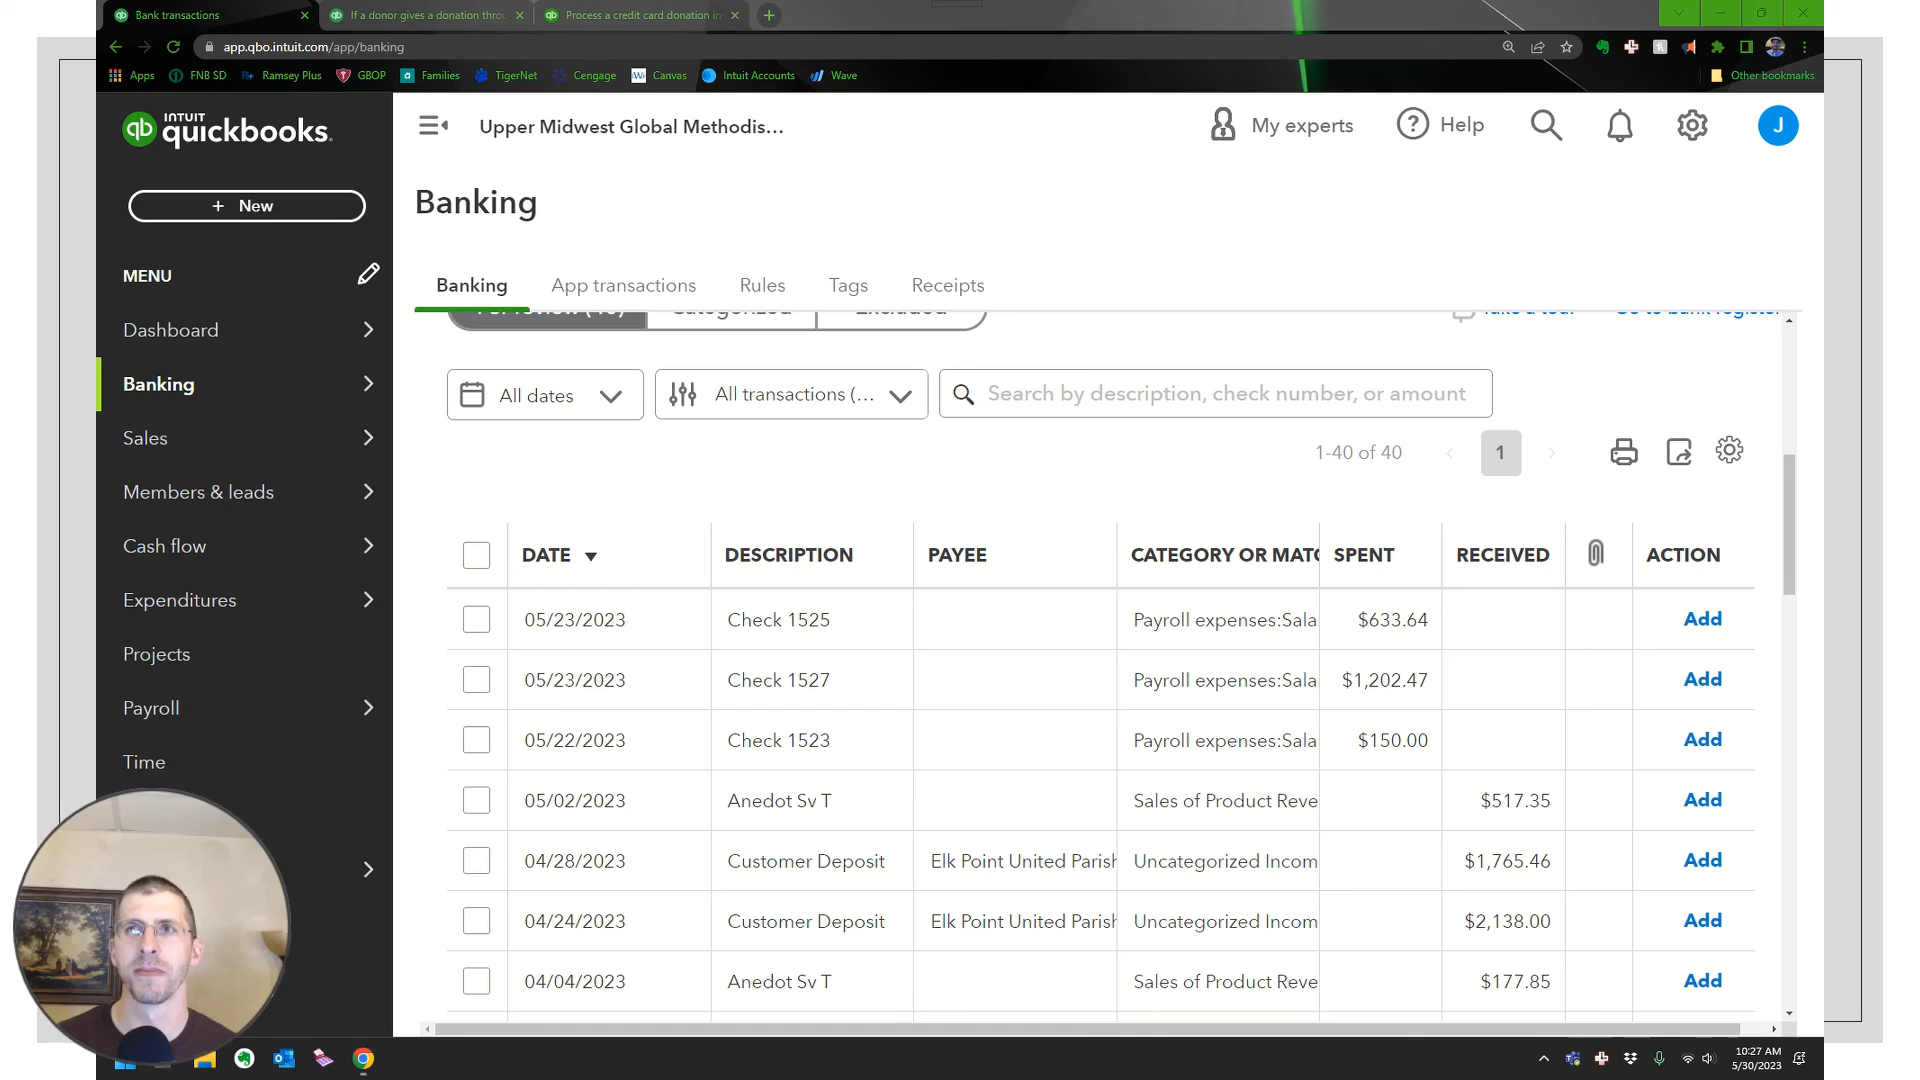 Bank transactions
If a donor gives a donation throu
Process a credit card donation in
app.qbo.intuit.com/app/banking
Apps
FNB SD
Ramsey Plus
GBOP
Families
TigerNet
Cengage
Canvas
Intuit Accounts
Wave
Other bookmarks
qb INTUIT quickbooks.
Upper Midwest Global Methodis...
My experts
? Help
J
+ New
Banking
MENU
Dashboard
Banking
Sales
Members & leads
Cash flow
Expenditures
Projects
Payroll
Time
Banking
App transactions
Rules
Tags
Receipts
All dates
All transactions (...
Search by description, check number, or amount
1-40 of 40
1
DATE DESCRIPTION PAYEE CATEGORY OR MATC SPENT RECEIVED ACTION
05/23/2023 Check 1525 Payroll expenses:Sala $633.64 Add
05/23/2023 Check 1527 Payroll expenses:Sala $1,202.47 Add
05/22/2023 Check 1523 Payroll expenses:Sala $150.00 Add
05/02/2023 Anedot Sv T Sales of Product Reve $517.35 Add
04/28/2023 Customer Deposit Elk Point United Parish Uncategorized Incom $1,765.46 Add
04/24/2023 Customer Deposit Elk Point United Parish Uncategorized Incom $2,138.00 Add
04/04/2023 Anedot Sv T Sales of Product Reve $177.85 Add
10:27 AM
5/30/2023